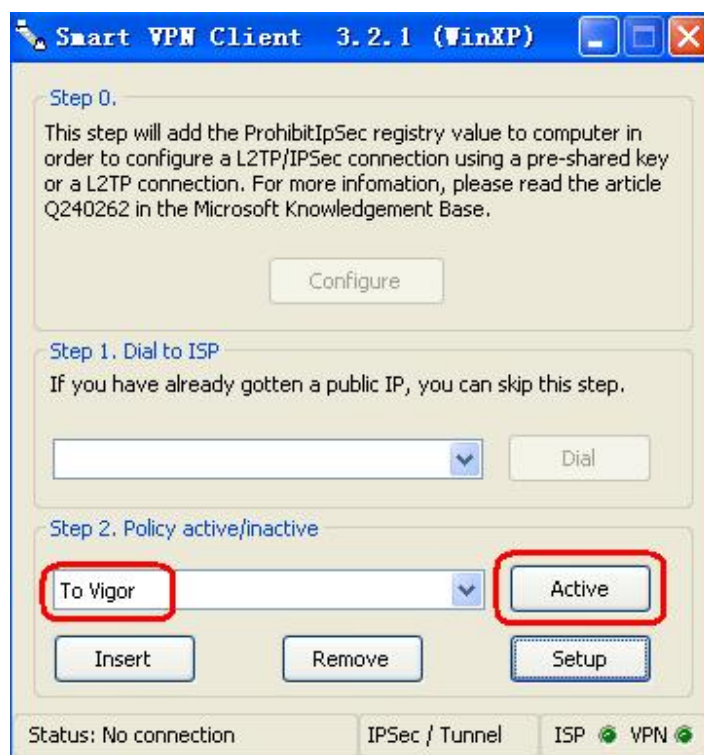 Smart VPN Client 3.2.1 (WinXP)
Step 0.
This step will add the ProhibitIpSec registry value to computer in
order to configure a L2TP/IPSec connection using a pre-shared key
or a L2TP connection. For more infomation, please read the article
Q240262 in the Microsoft Knowledgement Base.
Configure
Step 1. Dial to ISP
If you have already gotten a public IP, you can skip this step.
Dial
Step 2. Policy active/inactive
To Vigor
Active
Insert
Remove
Setup
Status: No connection
IPSec / Tunnel
ISP
VPN